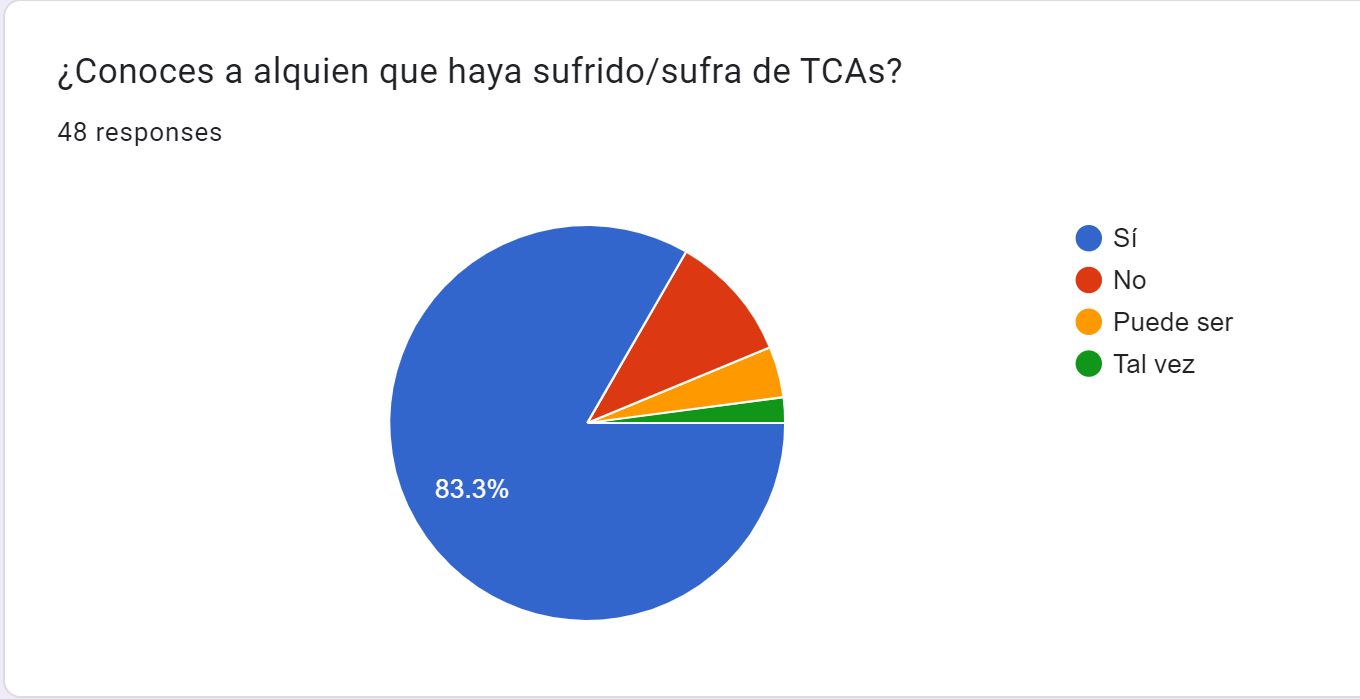 ¿Conoces a alquien que haya sufrido/sufra de TCAs?
48 responses
Sí
No
Puede ser
Tal vez
83.3%